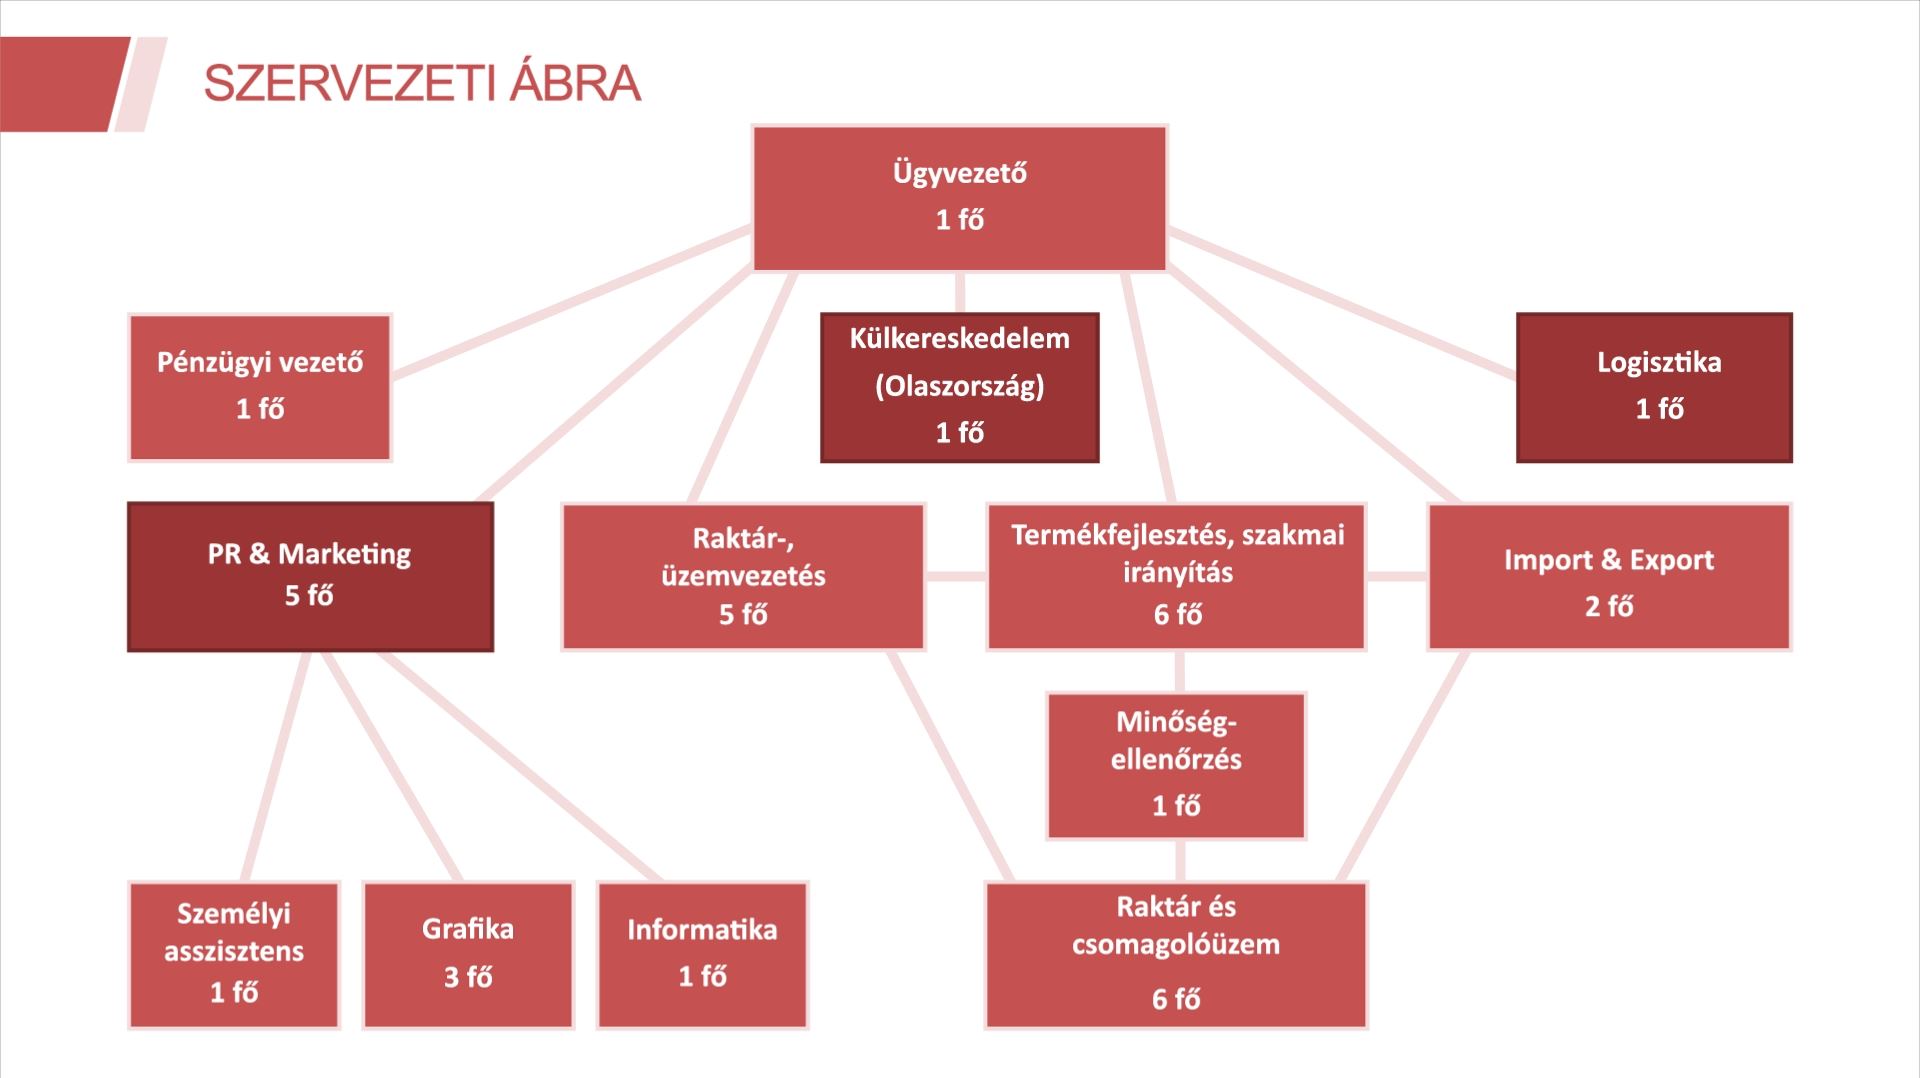 SZERVEZETI ÁBRA
Ügyvezető
1 fő
Pénzügyi vezető
1 fő
Külkereskedelem
(Olaszország)
1 fő
Logisztika
1 fő
PR & Marketing
5 fő
Raktár-,
üzemvezetés
5 fő
Termékfejlesztés, szakmai
irányítás
6 fő
Import & Export
2 fő
Minőség-
ellenőrzés
1 fő
Személyi
asszisztens
1 fő
Grafika
3 fő
Informatika
1 fő
Raktár és
csomagolóüzem
6 fő